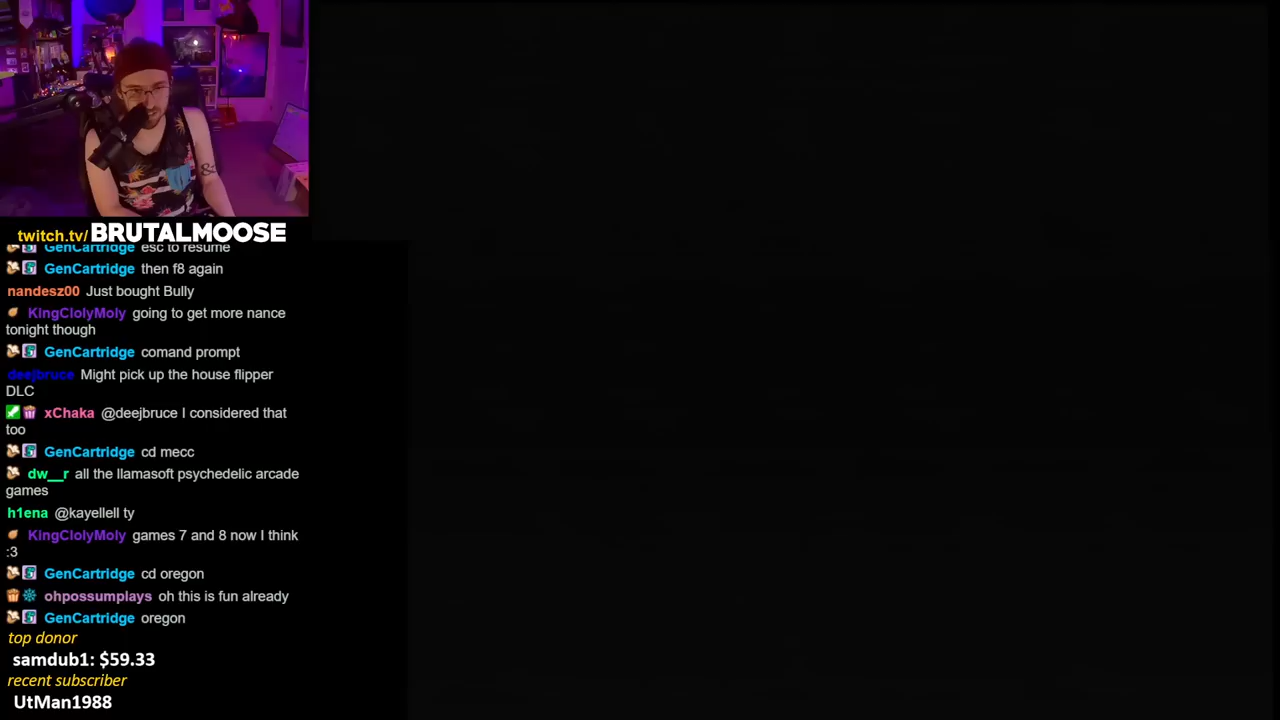 twitch.tv/BRUTALMOOSE
GenCartridge esc to resume
GenCartridge then f8 again
nandesz00 Just bought Bully
KingClolyMoly going to get more nance
tonight though
GenCartridge comand prompt
deejbruce Might pick up the house flipper
DLC
xChaka @deejbruce I considered that
too
GenCartridge cd mecc
dw__r all the llamasoft psychedelic arcade
games
h1ena @kayellell ty
KingClolyMoly games 7 and 8 now I think
:3
GenCartridge cd oregon
ohpossumplays oh this is fun already
GenCartridge oregon
top donor
samdub1: $59.33
recent subscriber
UtMan1988